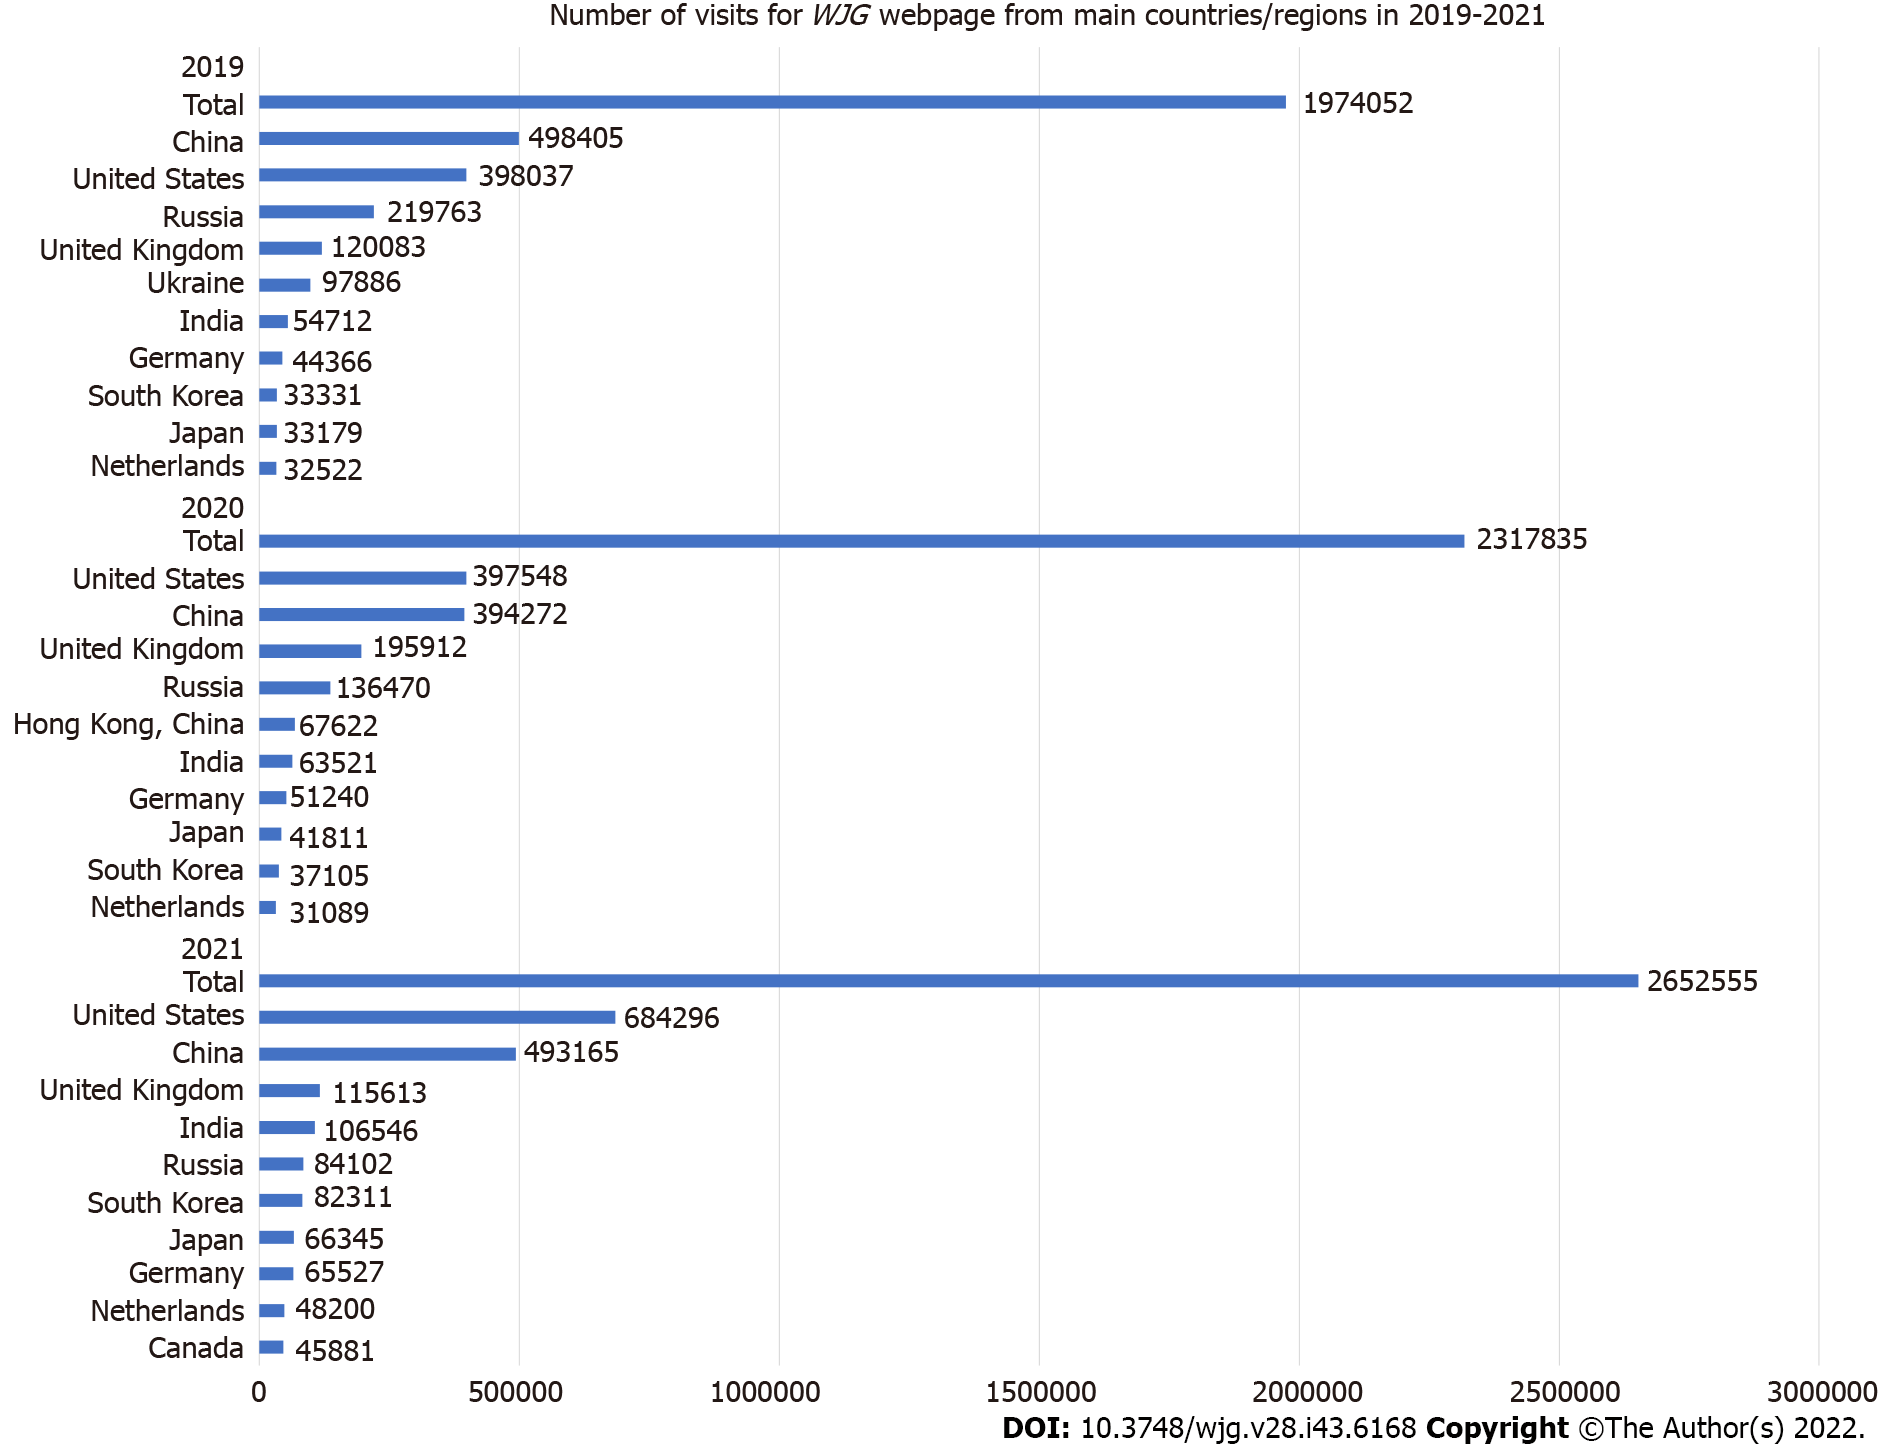 Number of visits for WJG webpage from main countries/regions in 2019-2021
2019
Total 1974052
China 498405
United States 398037
Russia 219763
United Kingdom 120083
Ukraine 97886
India 54712
Germany 44366
South Korea 33331
Japan 33179
Netherlands 32522
2020
Total 2317835
United States 397548
China 394272
United Kingdom 195912
Russia 136470
Hong Kong, China 67622
India 63521
Germany 51240
Japan 41811
South Korea 37105
Netherlands 31089
2021
Total 2652555
United States 684296
China 493165
United Kingdom 115613
India 106546
Russia 84102
South Korea 82311
Japan 66345
Germany 65527
Netherlands 48200
Canada 45881
0 500000 1000000 1500000 2000000 2500000 3000000
DOI: 10.3748/wjg.v28.i43.6168 Copyright ©The Author(s) 2022.